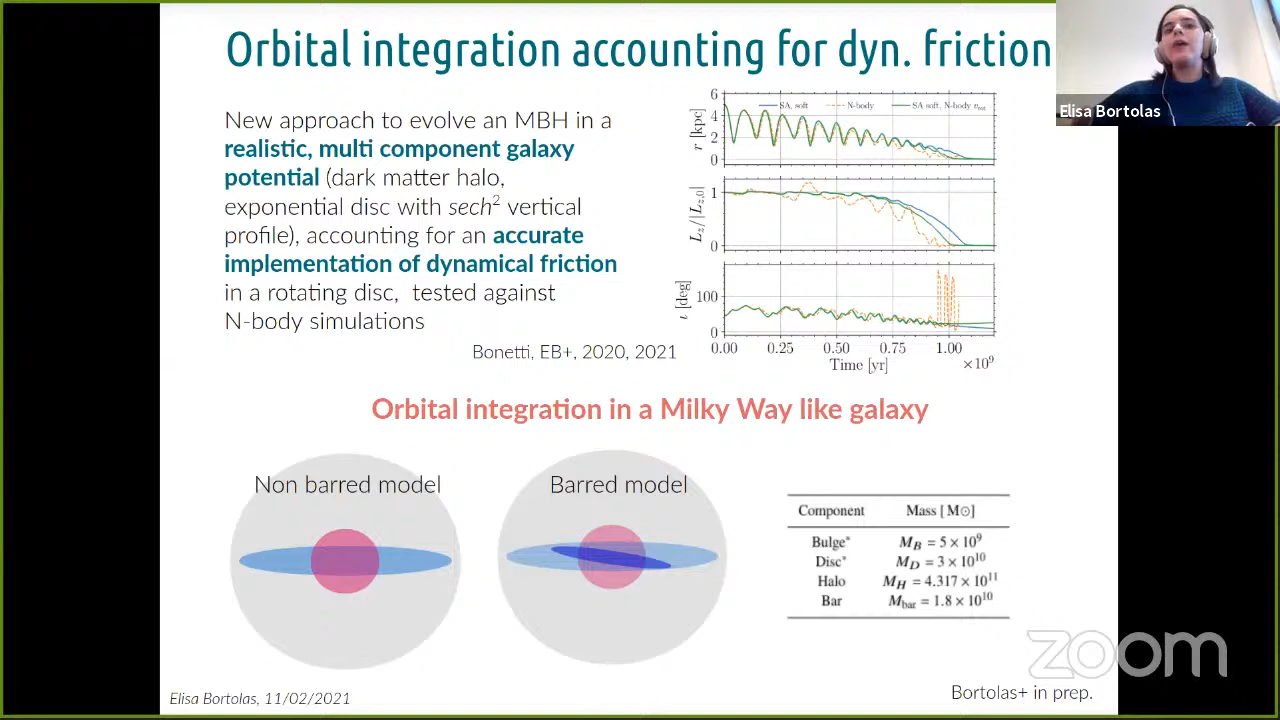 Orbital integration accounting for dyn. friction
Elisa Bortolas
New approach to evolve an MBH in a
realistic, multi component galaxy
potential (dark matter halo,
exponential disc with sech² vertical
profile), accounting for an accurate
implementation of dynamical friction
in a rotating disc, tested against
N-body simulations
Bonetti, EB+, 2020, 2021
SA, soft
N-body
SA soft, N-body v_rot
r [kpc]
6
4
2
0
L_z/|L_{z,0}|
1
0
ι [deg]
100
0
0.00 0.25 0.50 0.75 1.00
Time [yr]
×10⁹
Orbital integration in a Milky Way like galaxy
Non barred model
Barred model
Component Mass [M⊙]
Bulge* M_B = 5 × 10⁹
Disc* M_D = 3 × 10¹⁰
Halo M_H = 4.317 × 10¹¹
Bar M_bar = 1.8 × 10¹⁰
zoom
Elisa Bortolas, 11/02/2021
Bortolas+ in prep.